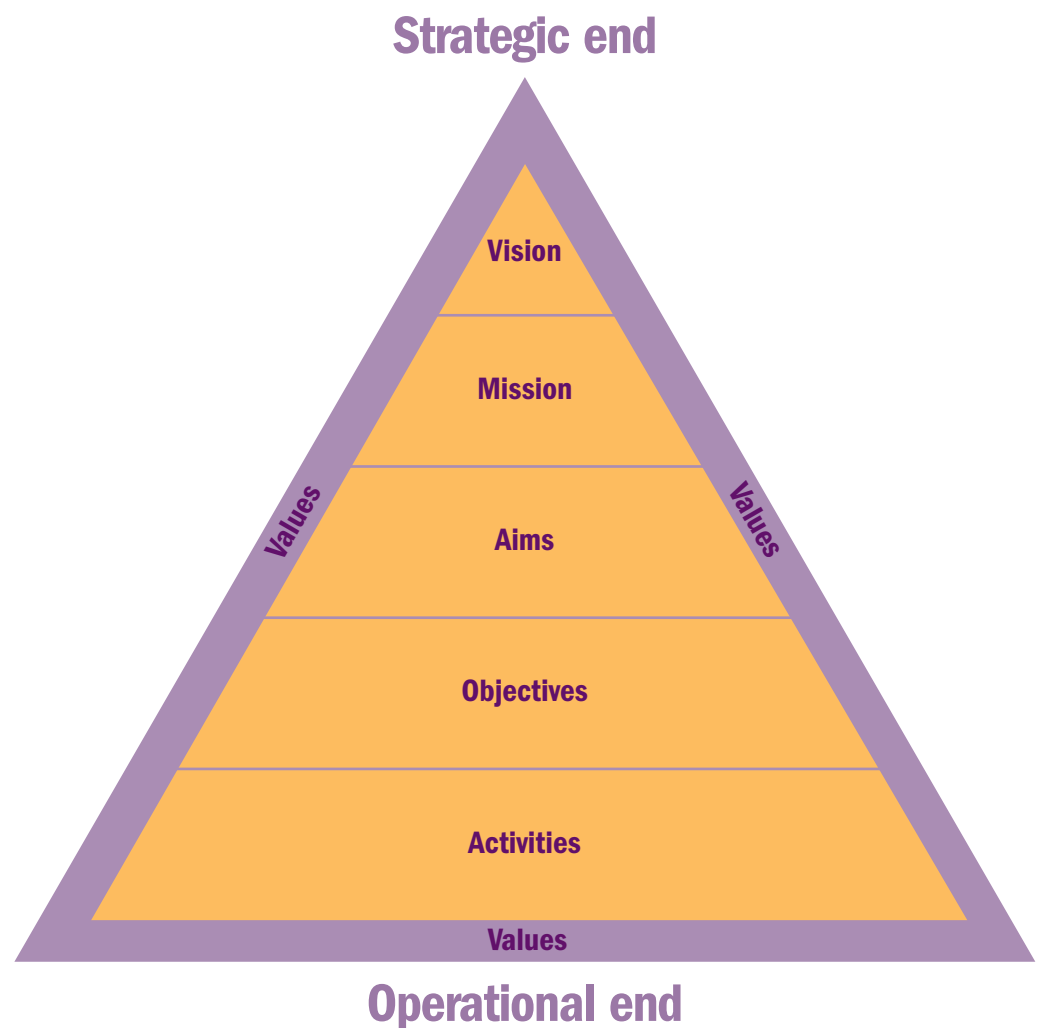 Strategic end
Vision
Mission
Values
Values
Aims
Objectives
Activities
Values
Operational end